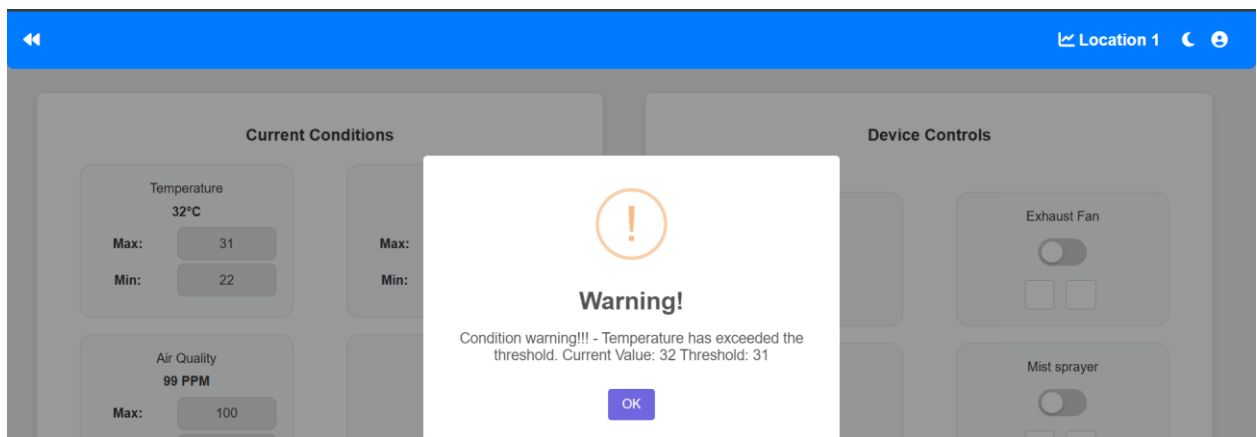 Location 1
Current Conditions
Temperature
32°C
Max: 31
Min: 22
Max:
Min:
Air Quality
99 PPM
Max: 100
Device Controls
Exhaust Fan
Mist sprayer
!
Warning!
Condition warning!!! - Temperature has exceeded the
threshold. Current Value: 32 Threshold: 31
OK